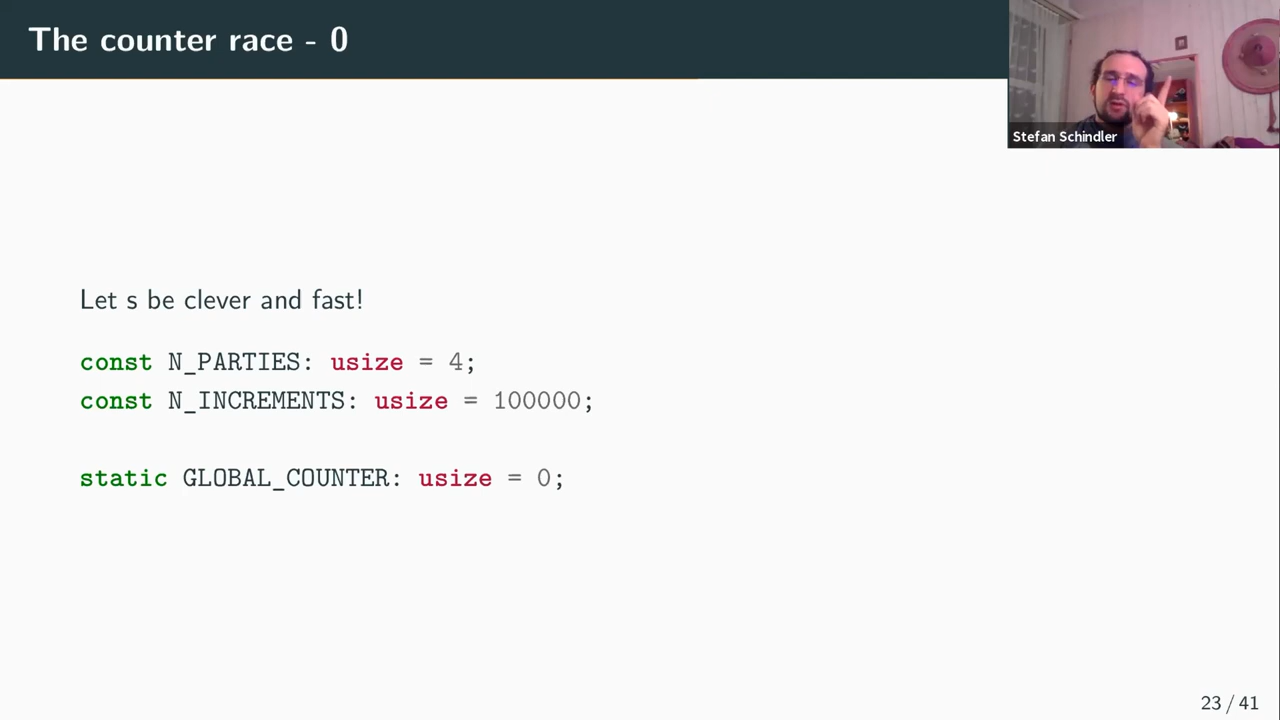 The counter race - 0
Stefan Schindler
Let s be clever and fast!
const N_PARTIES: usize = 4;
const N_INCREMENTS: usize = 100000;
static GLOBAL_COUNTER: usize = 0;
23 / 41